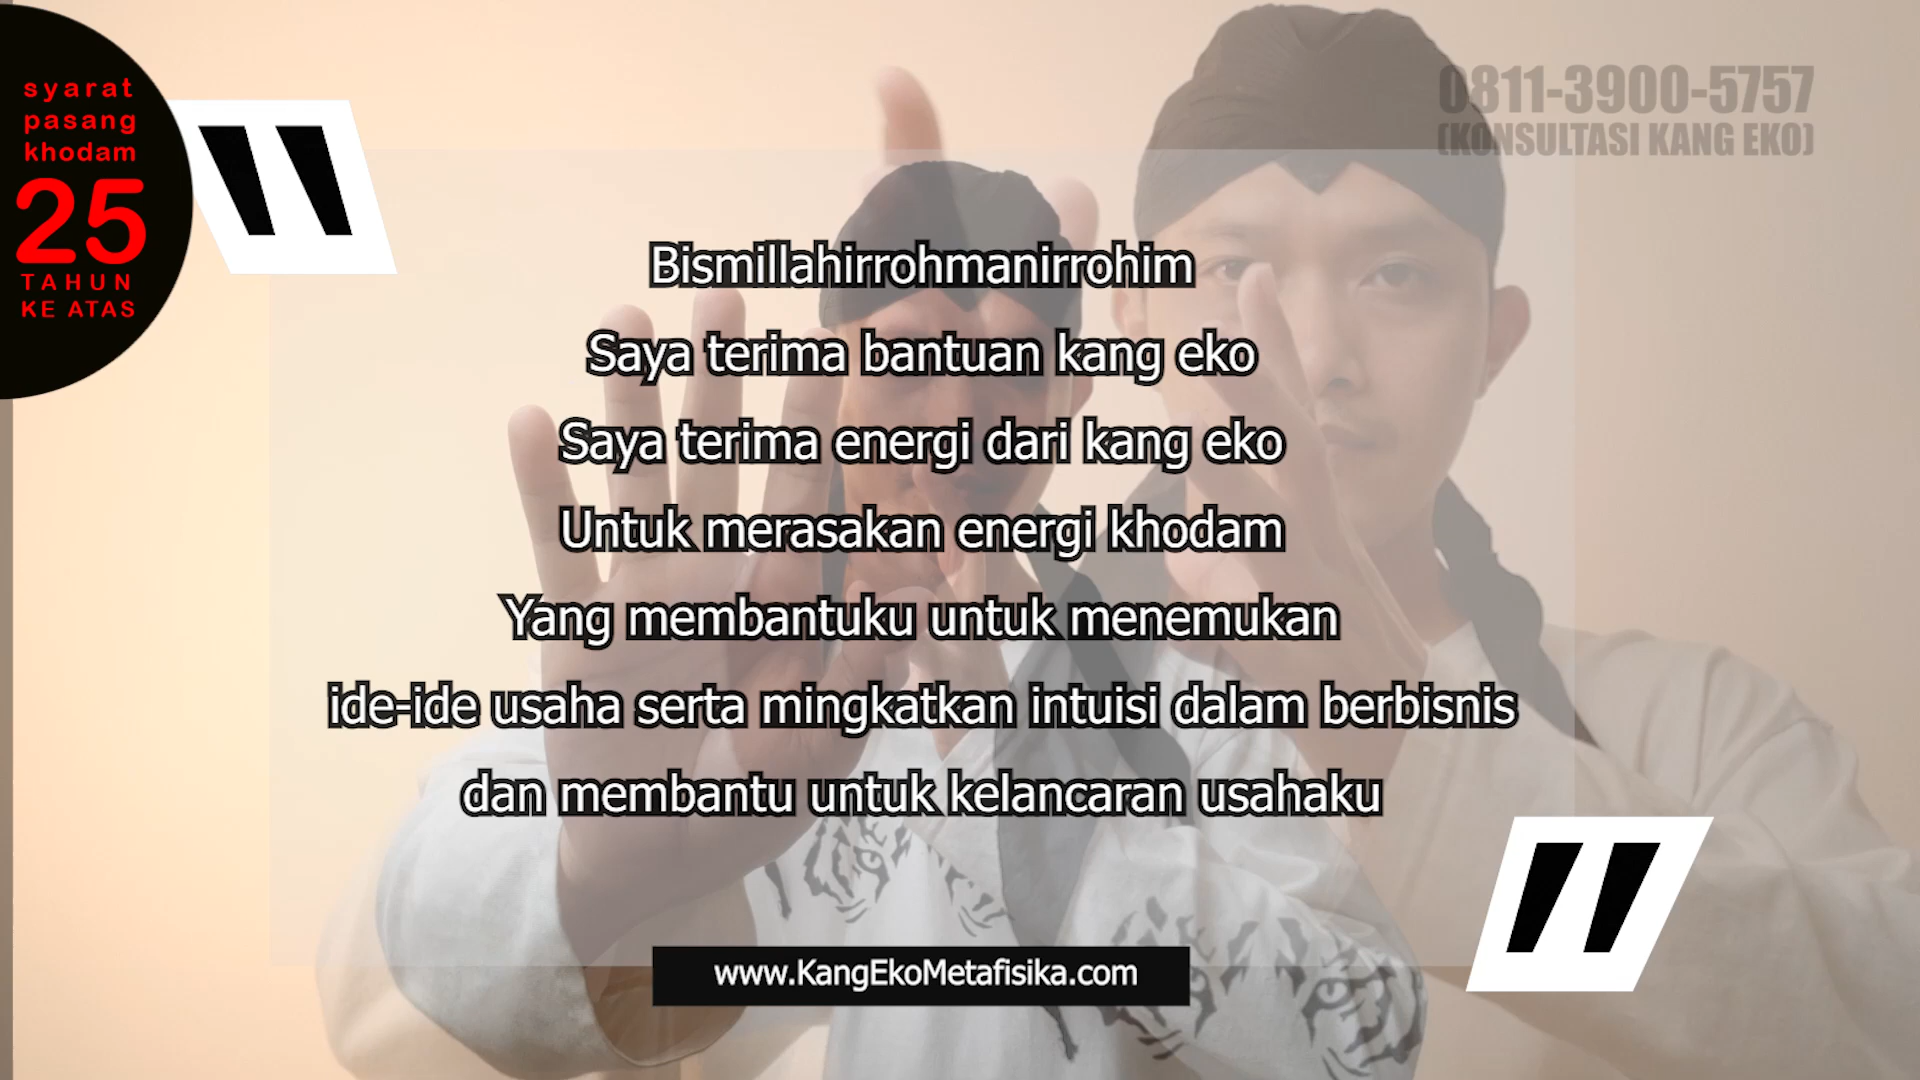 syarat
pasang
khodam
25
TAHUN
KE ATAS
0811-3900-5757
(KONSULTASI KANG EKO)
"
Bismillahirrohmanirrohim
Saya terima bantuan kang eko
Saya terima energi dari kang eko
Untuk merasakan energi khodam
Yang membantuku untuk menemukan
ide-ide usaha serta mingkatkan intuisi dalam berbisnis
dan membantu untuk kelancaran usahaku
"
www.KangEkoMetafisika.com